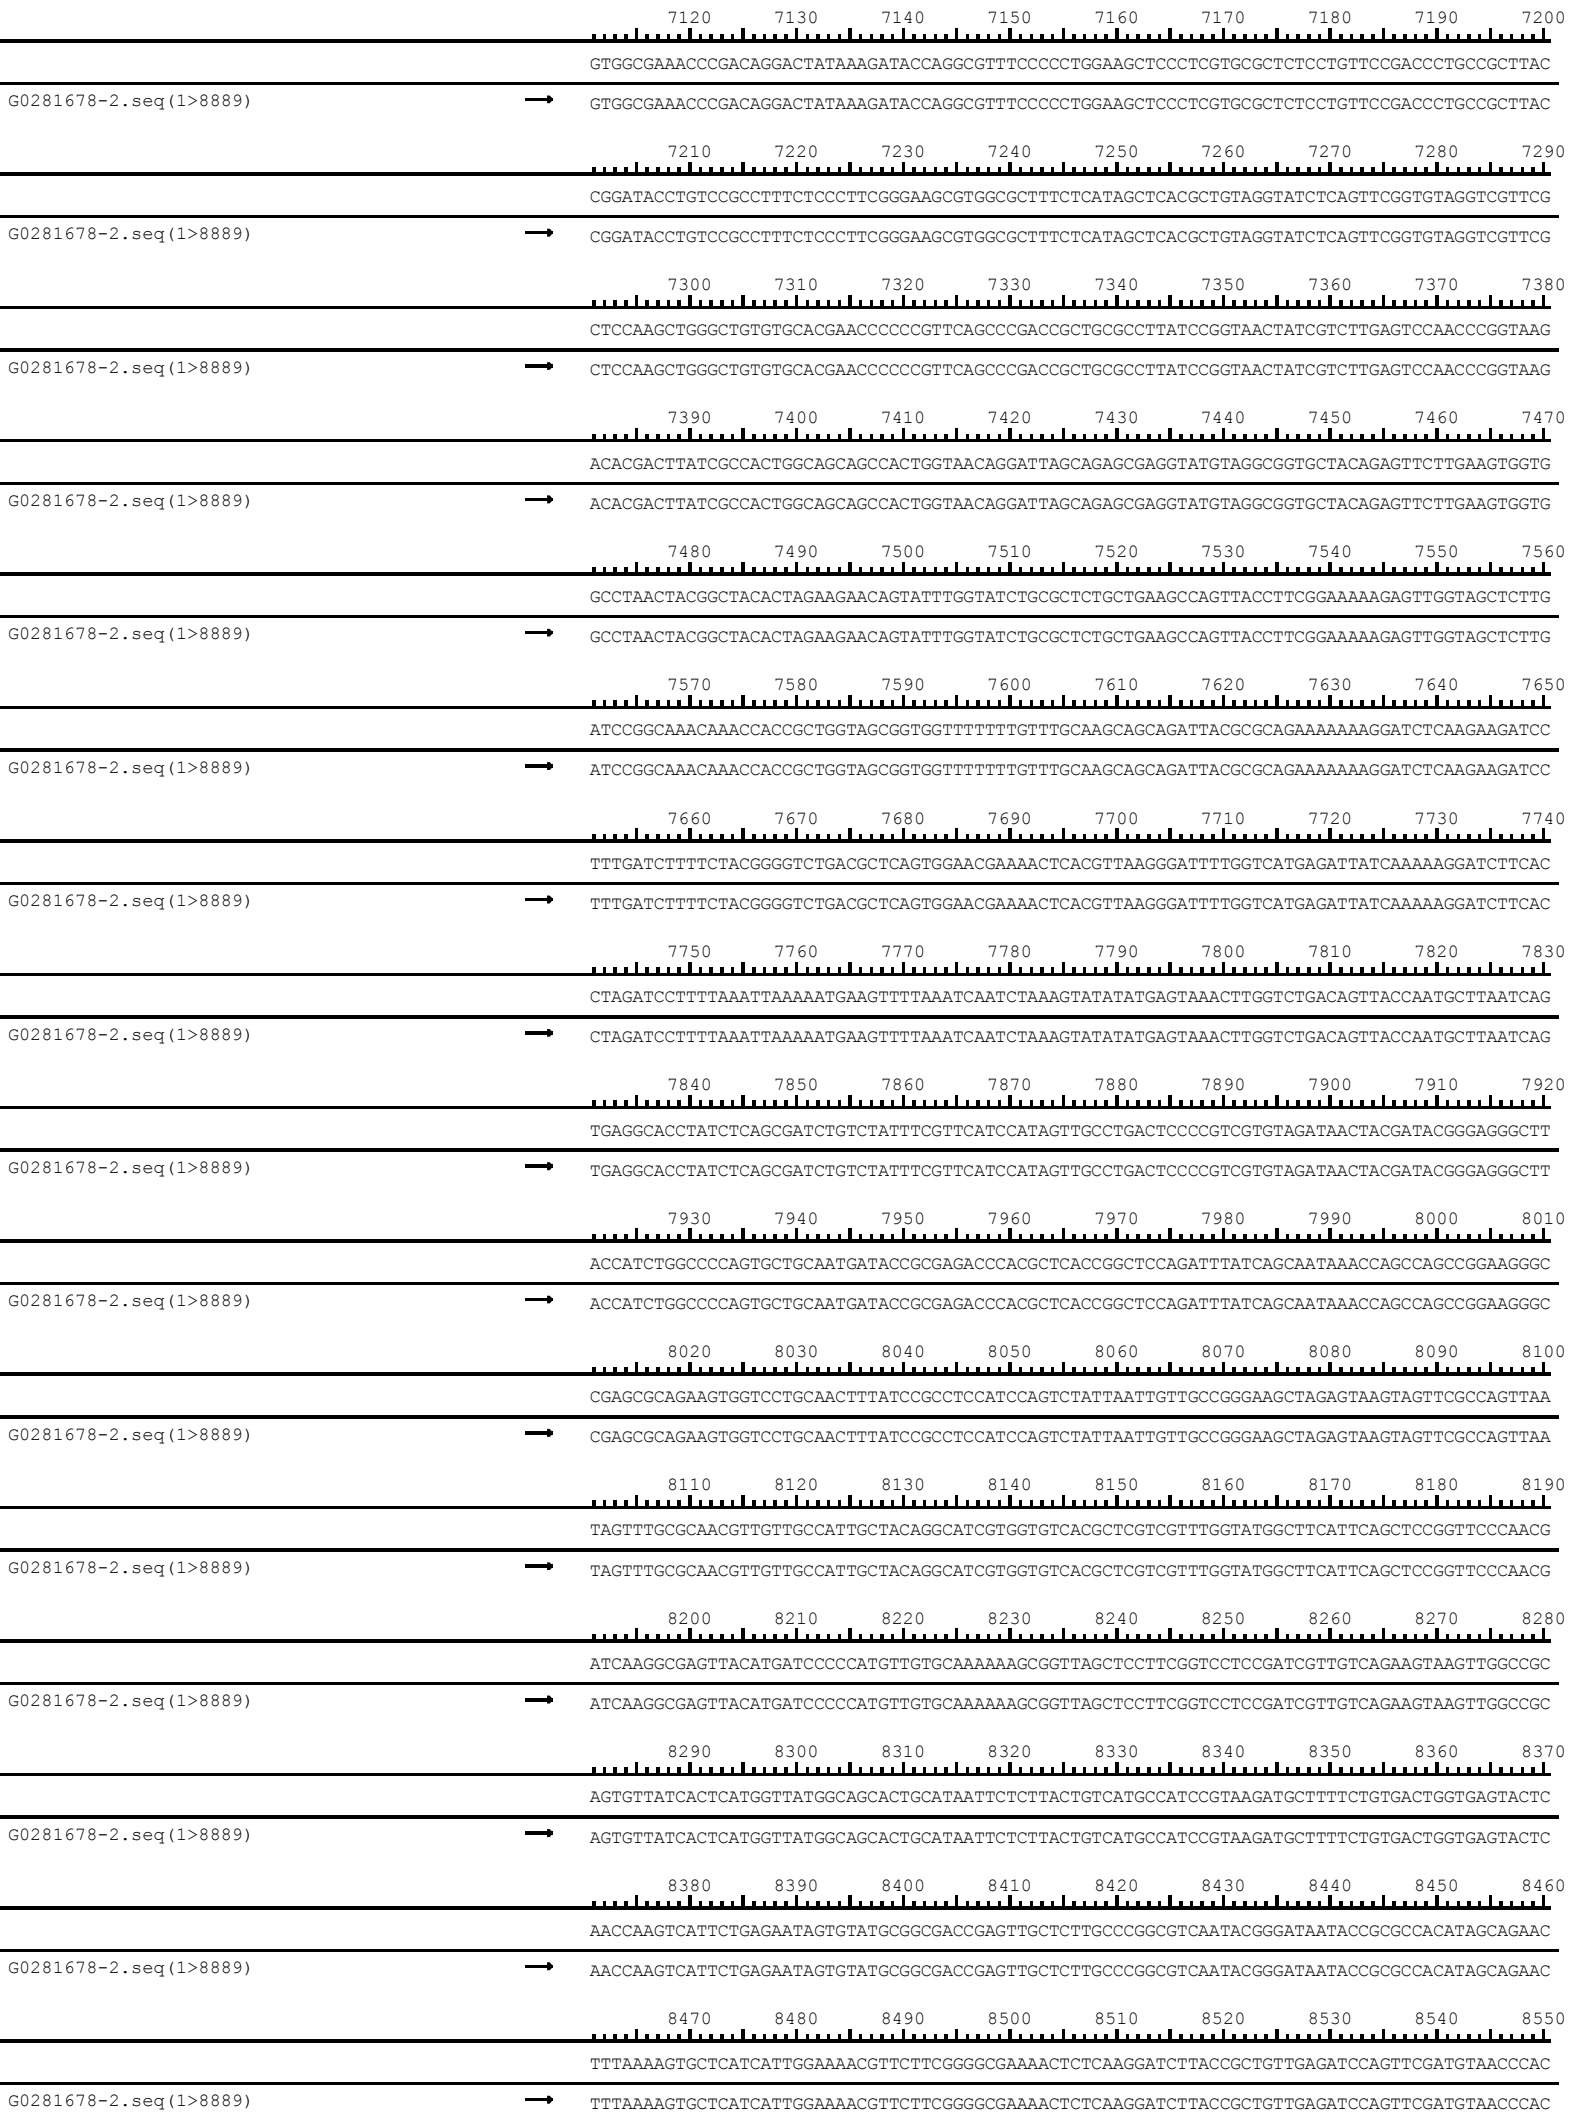 7120 7130 7140 7150 7160 7170 7180 7190 7200
GTGGCGAAACCCGACAGGACTATAAAGATACCAGGCGTTTCCCCCTGGAAGCTCCCTCGTGCGCTCTCCTGTTCCGACCCTGCCGCTTAC
G0281678-2.seq(1>8889) → GTGGCGAAACCCGACAGGACTATAAAGATACCAGGCGTTTCCCCCTGGAAGCTCCCTCGTGCGCTCTCCTGTTCCGACCCTGCCGCTTAC
7210 7220 7230 7240 7250 7260 7270 7280 7290
CGGATACCTGTCCGCCTTTCTCCCTTCGGGAAGCGTGGCGCTTTCTCATAGCTCACGCTGTAGGTATCTCAGTTCGGTGTAGGTCGTTCG
G0281678-2.seq(1>8889) → CGGATACCTGTCCGCCTTTCTCCCTTCGGGAAGCGTGGCGCTTTCTCATAGCTCACGCTGTAGGTATCTCAGTTCGGTGTAGGTCGTTCG
7300 7310 7320 7330 7340 7350 7360 7370 7380
CTCCAAGCTGGGCTGTGTGCACGAACCCCCCGTTCAGCCCGACCGCTGCGCCTTATCCGGTAACTATCGTCTTGAGTCCAACCCGGTAAG
G0281678-2.seq(1>8889) → CTCCAAGCTGGGCTGTGTGCACGAACCCCCCGTTCAGCCCGACCGCTGCGCCTTATCCGGTAACTATCGTCTTGAGTCCAACCCGGTAAG
7390 7400 7410 7420 7430 7440 7450 7460 7470
ACACGACTTATCGCCACTGGCAGCAGCCACTGGTAACAGGATTAGCAGAGCGAGGTATGTAGGCGGTGCTACAGAGTTCTTGAAGTGGTG
G0281678-2.seq(1>8889) → ACACGACTTATCGCCACTGGCAGCAGCCACTGGTAACAGGATTAGCAGAGCGAGGTATGTAGGCGGTGCTACAGAGTTCTTGAAGTGGTG
7480 7490 7500 7510 7520 7530 7540 7550 7560
GCCTAACTACGGCTACACTAGAAGAACAGTATTTGGTATCTGCGCTCTGCTGAAGCCAGTTACCTTCGGAAAAAGAGTTGGTAGCTCTTG
G0281678-2.seq(1>8889) → GCCTAACTACGGCTACACTAGAAGAACAGTATTTGGTATCTGCGCTCTGCTGAAGCCAGTTACCTTCGGAAAAAGAGTTGGTAGCTCTTG
7570 7580 7590 7600 7610 7620 7630 7640 7650
ATCCGGCAAACAAACCACCGCTGGTAGCGGTGGTTTTTTTGTTTGCAAGCAGCAGATTACGCGCAGAAAAAAAGGATCTCAAGAAGATCC
G0281678-2.seq(1>8889) → ATCCGGCAAACAAACCACCGCTGGTAGCGGTGGTTTTTTTGTTTGCAAGCAGCAGATTACGCGCAGAAAAAAAGGATCTCAAGAAGATCC
7660 7670 7680 7690 7700 7710 7720 7730 7740
TTTGATCTTTTCTACGGGGTCTGACGCTCAGTGGAACGAAAACTCACGTTAAGGGATTTTGGTCATGAGATTATCAAAAAGGATCTTCAC
G0281678-2.seq(1>8889) → TTTGATCTTTTCTACGGGGTCTGACGCTCAGTGGAACGAAAACTCACGTTAAGGGATTTTGGTCATGAGATTATCAAAAAGGATCTTCAC
7750 7760 7770 7780 7790 7800 7810 7820 7830
CTAGATCCTTTTAAATTAAAAATGAAGTTTTAAATCAATCTAAAGTATATATGAGTAAACTTGGTCTGACAGTTACCAATGCTTAATCAG
G0281678-2.seq(1>8889) → CTAGATCCTTTTAAATTAAAAATGAAGTTTTAAATCAATCTAAAGTATATATGAGTAAACTTGGTCTGACAGTTACCAATGCTTAATCAG
7840 7850 7860 7870 7880 7890 7900 7910 7920
TGAGGCACCTATCTCAGCGATCTGTCTATTTCGTTCATCCATAGTTGCCTGACTCCCCGTCGTGTAGATAACTACGATACGGGAGGGCTT
G0281678-2.seq(1>8889) → TGAGGCACCTATCTCAGCGATCTGTCTATTTCGTTCATCCATAGTTGCCTGACTCCCCGTCGTGTAGATAACTACGATACGGGAGGGCTT
7930 7940 7950 7960 7970 7980 7990 8000 8010
ACCATCTGGCCCCAGTGCTGCAATGATACCGCGAGACCCACGCTCACCGGCTCCAGATTTATCAGCAATAAACCAGCCAGCCGGAAGGGC
G0281678-2.seq(1>8889) → ACCATCTGGCCCCAGTGCTGCAATGATACCGCGAGACCCACGCTCACCGGCTCCAGATTTATCAGCAATAAACCAGCCAGCCGGAAGGGC
8020 8030 8040 8050 8060 8070 8080 8090 8100
CGAGCGCAGAAGTGGTCCTGCAACTTTATCCGCCTCCATCCAGTCTATTAATTGTTGCCGGGAAGCTAGAGTAAGTAGTTCGCCAGTTAA
G0281678-2.seq(1>8889) → CGAGCGCAGAAGTGGTCCTGCAACTTTATCCGCCTCCATCCAGTCTATTAATTGTTGCCGGGAAGCTAGAGTAAGTAGTTCGCCAGTTAA
8110 8120 8130 8140 8150 8160 8170 8180 8190
TAGTTTGCGCAACGTTGTTGCCATTGCTACAGGCATCGTGGTGTCACGCTCGTCGTTTGGTATGGCTTCATTCAGCTCCGGTTCCCAACG
G0281678-2.seq(1>8889) → TAGTTTGCGCAACGTTGTTGCCATTGCTACAGGCATCGTGGTGTCACGCTCGTCGTTTGGTATGGCTTCATTCAGCTCCGGTTCCCAACG
8200 8210 8220 8230 8240 8250 8260 8270 8280
ATCAAGGCGAGTTACATGATCCCCCATGTTGTGCAAAAAAGCGGTTAGCTCCTTCGGTCCTCCGATCGTTGTCAGAAGTAAGTTGGCCGC
G0281678-2.seq(1>8889) → ATCAAGGCGAGTTACATGATCCCCCATGTTGTGCAAAAAAGCGGTTAGCTCCTTCGGTCCTCCGATCGTTGTCAGAAGTAAGTTGGCCGC
8290 8300 8310 8320 8330 8340 8350 8360 8370
AGTGTTATCACTCATGGTTATGGCAGCACTGCATAATTCTCTTACTGTCATGCCATCCGTAAGATGCTTTTCTGTGACTGGTGAGTACTC
G0281678-2.seq(1>8889) → AGTGTTATCACTCATGGTTATGGCAGCACTGCATAATTCTCTTACTGTCATGCCATCCGTAAGATGCTTTTCTGTGACTGGTGAGTACTC
8380 8390 8400 8410 8420 8430 8440 8450 8460
AACCAAGTCATTCTGAGAATAGTGTATGCGGCGACCGAGTTGCTCTTGCCCGGCGTCAATACGGGATAATACCGCGCCACATAGCAGAAC
G0281678-2.seq(1>8889) → AACCAAGTCATTCTGAGAATAGTGTATGCGGCGACCGAGTTGCTCTTGCCCGGCGTCAATACGGGATAATACCGCGCCACATAGCAGAAC
8470 8480 8490 8500 8510 8520 8530 8540 8550
TTTAAAAGTGCTCATCATTGGAAAACGTTCTTCGGGGCGAAAACTCTCAAGGATCTTACCGCTGTTGAGATCCAGTTCGATGTAACCCAC
G0281678-2.seq(1>8889) → TTTAAAAGTGCTCATCATTGGAAAACGTTCTTCGGGGCGAAAACTCTCAAGGATCTTACCGCTGTTGAGATCCAGTTCGATGTAACCCAC